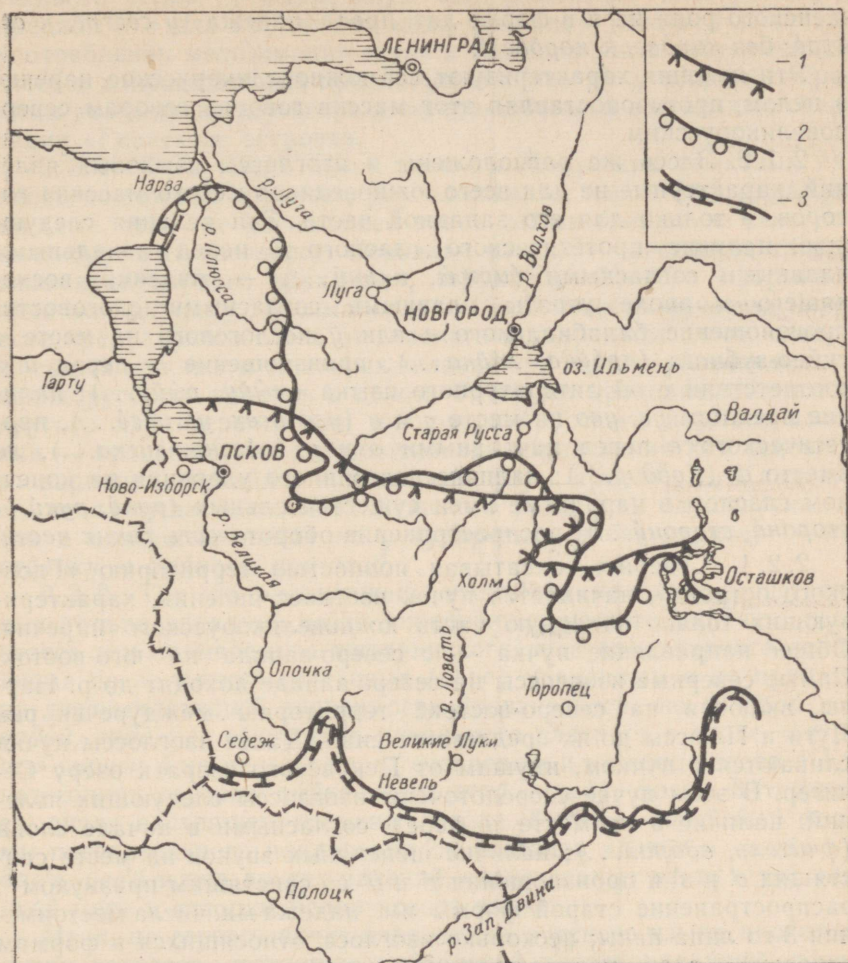 ЛЕНИНГРАД
1
2
3
Нарва
р. Луга
р. Плюсса
р. Волхов
Луга
НОВГОРОД
оз. Ильмень
Тарту
Старая Русса
Валдай
ПСКОВ
Ново-Изборск
р. Великая
Холм
Осташков
р. Ловать
Опочка
Торопец
Себеж
Великие Луки
Невель
Полоцк
р. Зап. Двина